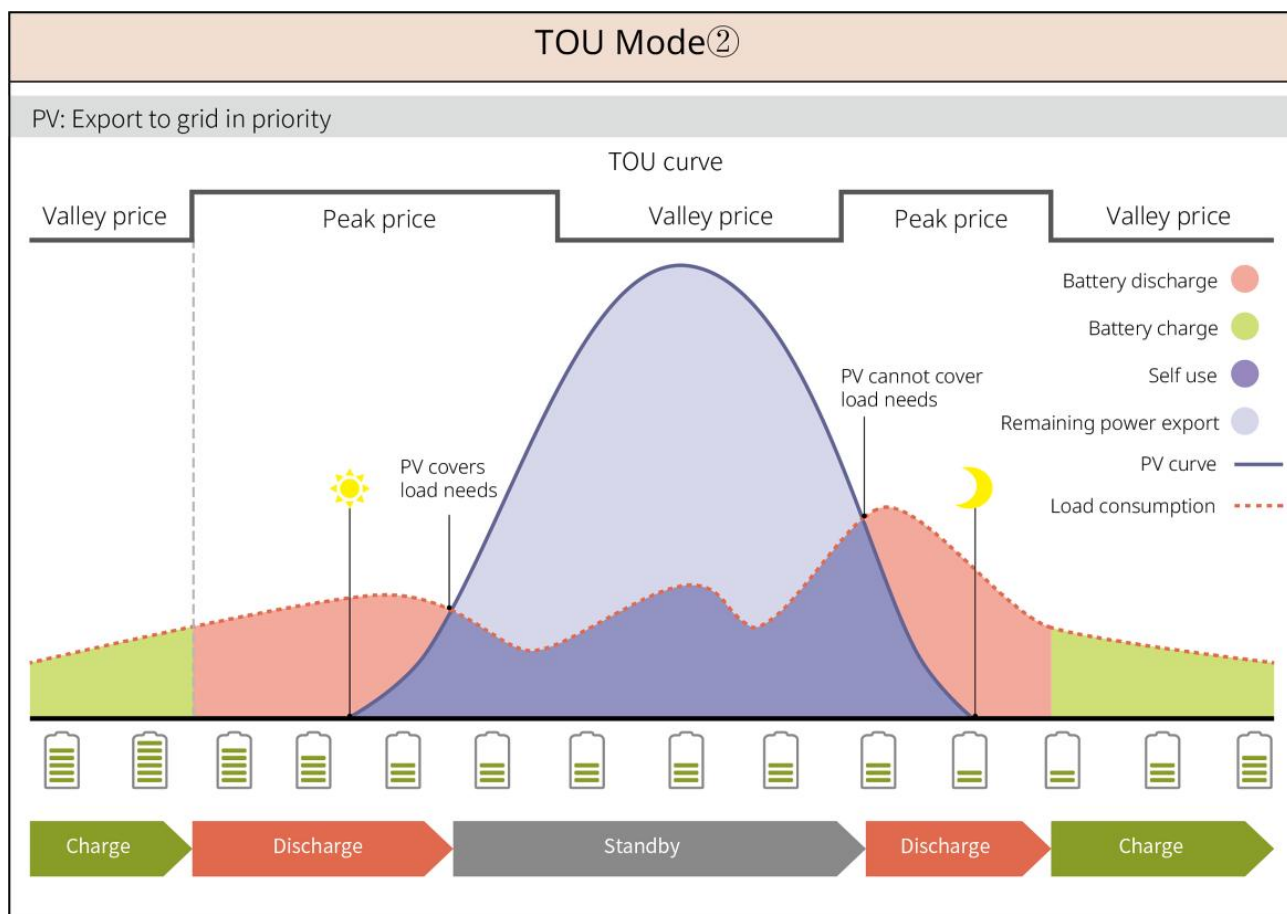 TOU Mode②
PV: Export to grid in priority
TOU curve
Valley price
Peak price
Valley price
Peak price
Valley price
Battery discharge
Battery charge
Self use
Remaining power export
PV curve
Load consumption
PV cannot cover
load needs
PV covers
load needs
Charge
Discharge
Standby
Discharge
Charge